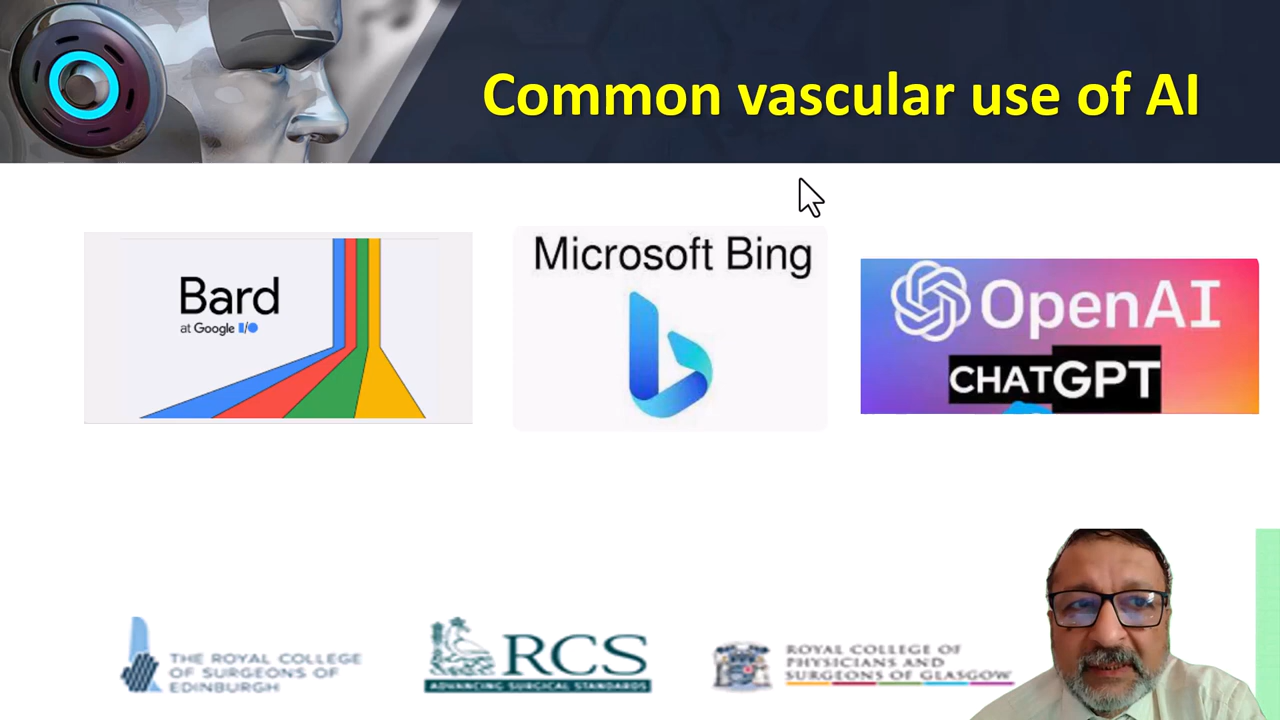 Common vascular use of AI
Bard
at Google I/O
Microsoft Bing
OpenAI
CHATGPT
THE ROYAL COLLEGE
OF SURGEONS OF
EDINBURGH
RCS
ADVANCING SURGICAL STANDARDS
ROYAL COLLEGE OF
PHYSICIANS AND
SURGEONS OF GLASGOW